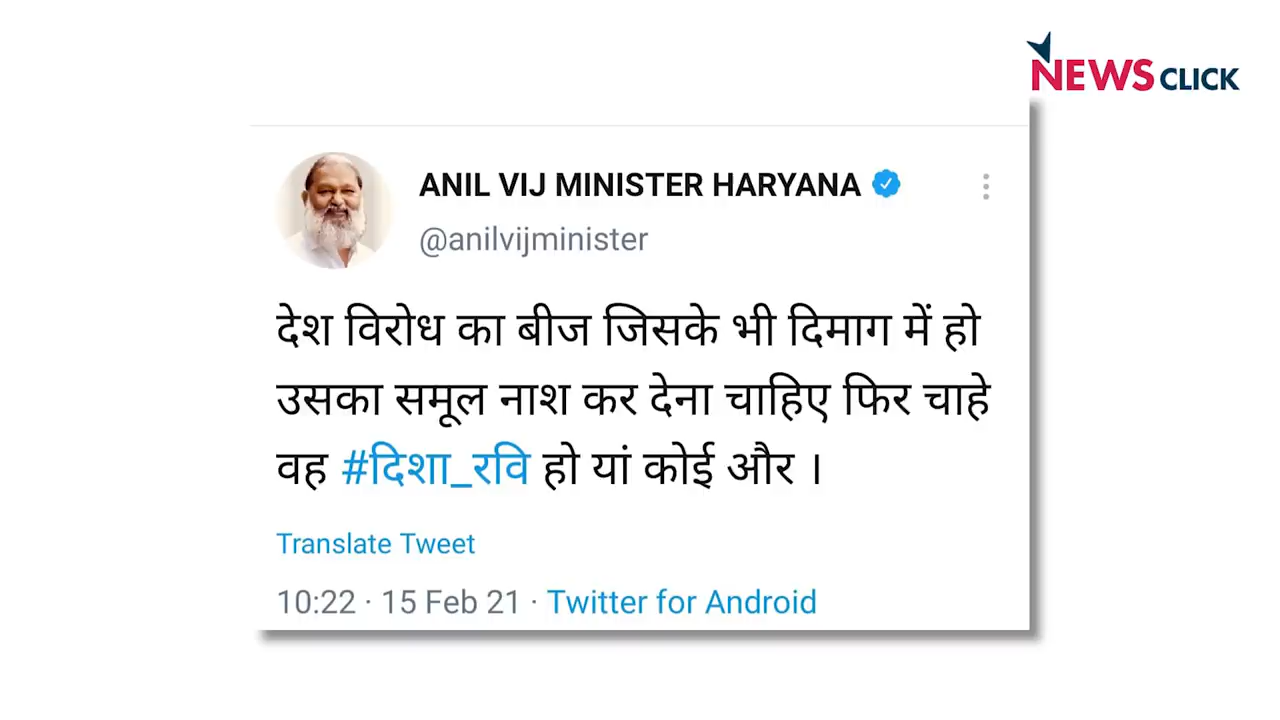 NEWSCLICK
ANIL VIJ MINISTER HARYANA
@anilvijminister
देश विरोध का बीज जिसके भी दिमाग में हो
उसका समूल नाश कर देना चाहिए फिर चाहे
वह #दिशा_रवि हो यां कोई और ।
Translate Tweet
10:22 · 15 Feb 21 · Twitter for Android